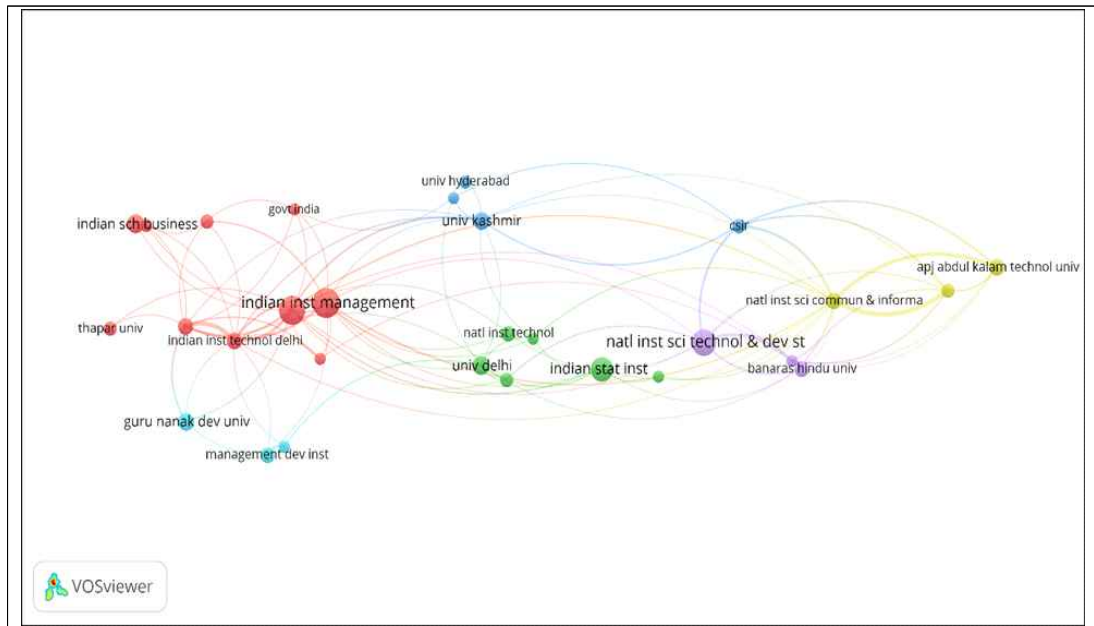 univ hyderabad
govt india
indian sch business
univ kashmir
csir
apj abdul kalam technol univ
indian inst management
natl inst sci commun & informa
thapar univ
indian inst technol delhi
natl inst technol
natl inst sci technol & dev st
univ delhi
indian stat inst
banaras hindu univ
guru nanak dev univ
management dev inst
VOSviewer